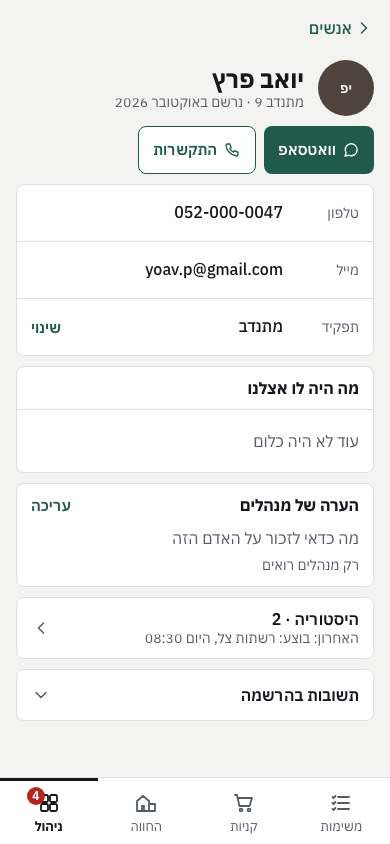 אנשים
יפ
יואב פרץ
מתנדב 9 · נרשם באוקטובר 2026
וואטסאפ
התקשרות
טלפון 052-000-0047
מייל yoav.p@gmail.com
תפקיד מתנדב שינוי
מה היה לו אצלנו
עוד לא היה כלום
הערה של מנהלים עריכה
מה כדאי לזכור על האדם הזה
רק מנהלים רואים
היסטוריה · 2
האחרון: בוצע: רשתות צל, היום 08:30
תשובות בהרשמה
משימות
קניות
החווה
4
ניהול